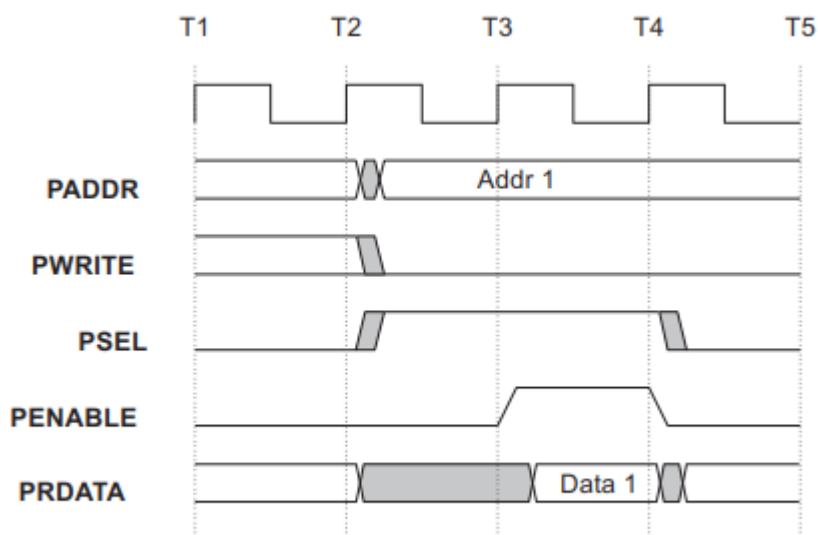 T1 T2 T3 T4 T5
PADDR Addr 1
PWRITE
PSEL
PENABLE
PRDATA Data 1